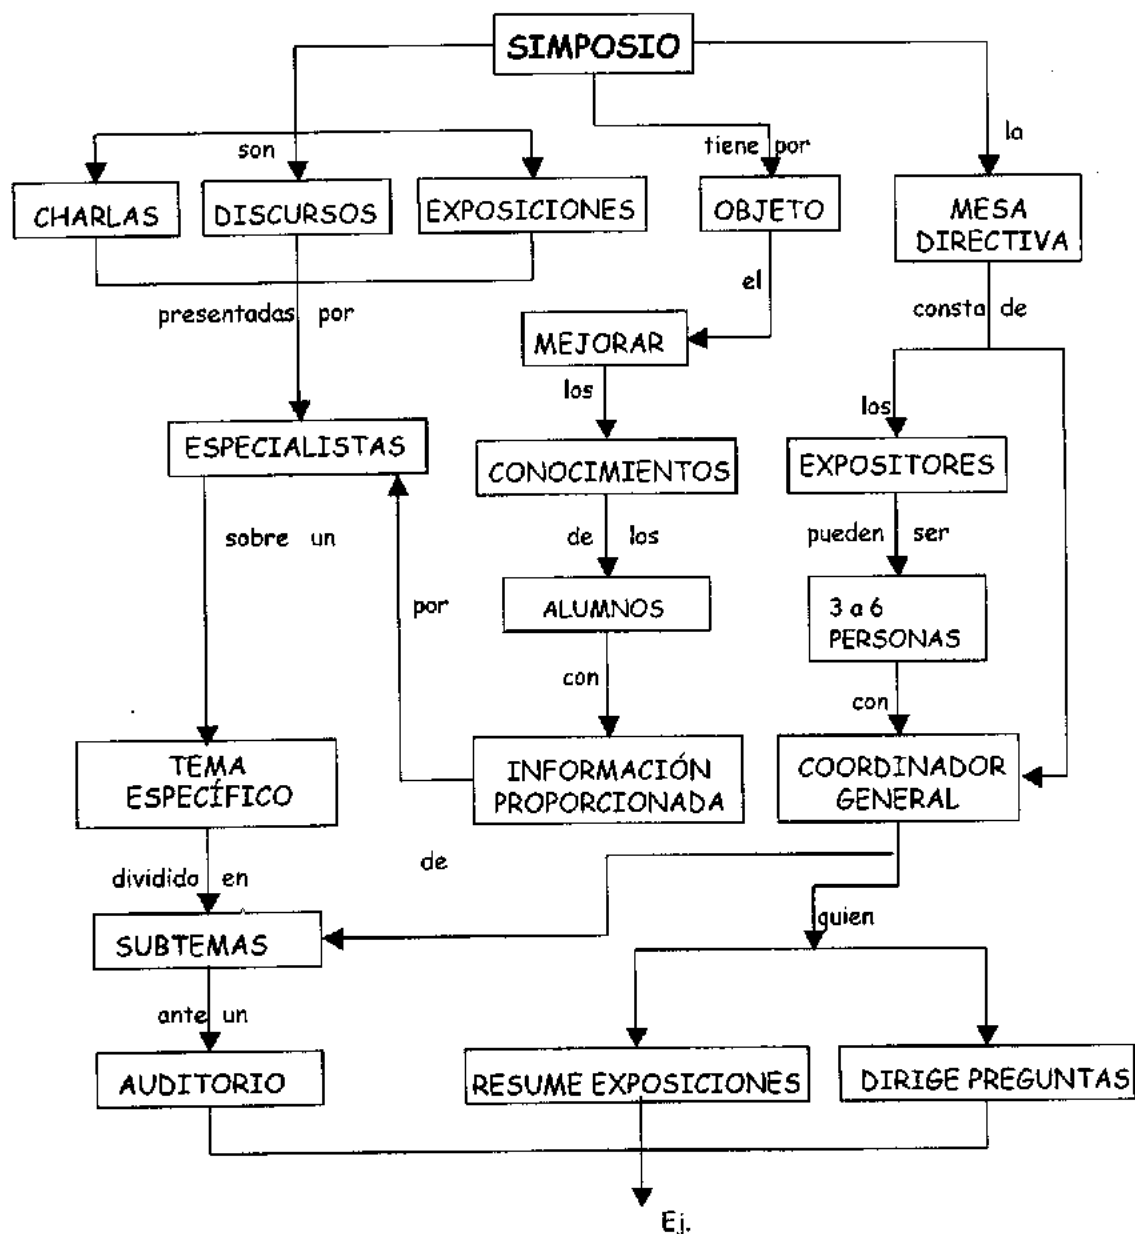 SIMPOSIO
son
tiene por
la
CHARLAS
DISCURSOS
EXPOSICIONES
OBJETO
MESA
DIRECTIVA
presentadas por
el
consta de
MEJORAR
los
los
ESPECIALISTAS
CONOCIMIENTOS
EXPOSITORES
sobre un
de los
pueden ser
por
ALUMNOS
3 a 6
PERSONAS
con
con
TEMA
ESPECÍFICO
INFORMACIÓN
PROPORCIONADA
COORDINADOR
GENERAL
dividido en
de
SUBTEMAS
quien
ante un
AUDITORIO
RESUME EXPOSICIONES
DIRIGE PREGUNTAS
Ej.